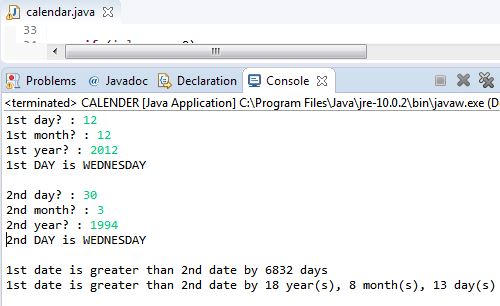 calendar.java
33
Problems @ Javadoc Declaration Console
<terminated> CALENDER [Java Application] C:\Program Files\Java\jre-10.0.2\bin\javaw.exe (D
1st day? : 12
1st month? : 12
1st year? : 2012
1st DAY is WEDNESDAY
2nd day? : 30
2nd month? : 3
2nd year? : 1994
2nd DAY is WEDNESDAY
1st date is greater than 2nd date by 6832 days
1st date is greater than 2nd date by 18 year(s), 8 month(s), 13 day(s)